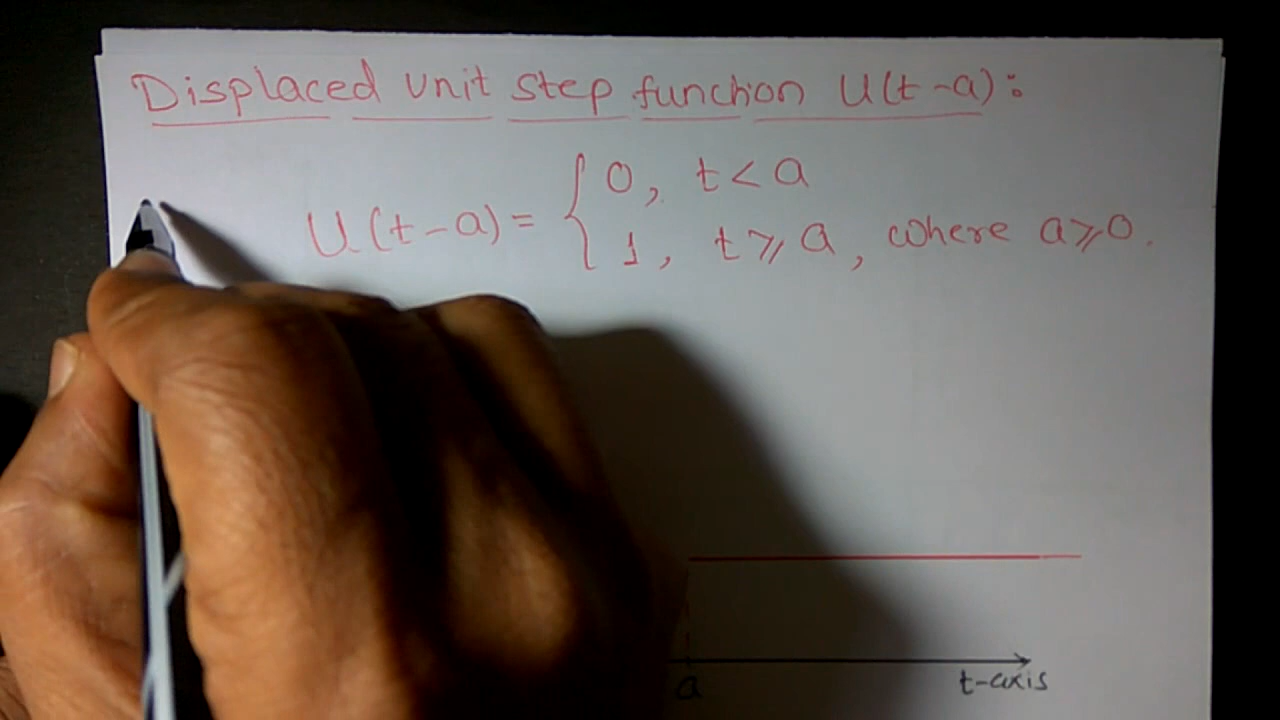 Displaced unit step function U(t-a):
U(t-a) = { 0, t < a
1, t ⩾ a, where a ⩾ 0.
a
t-axis